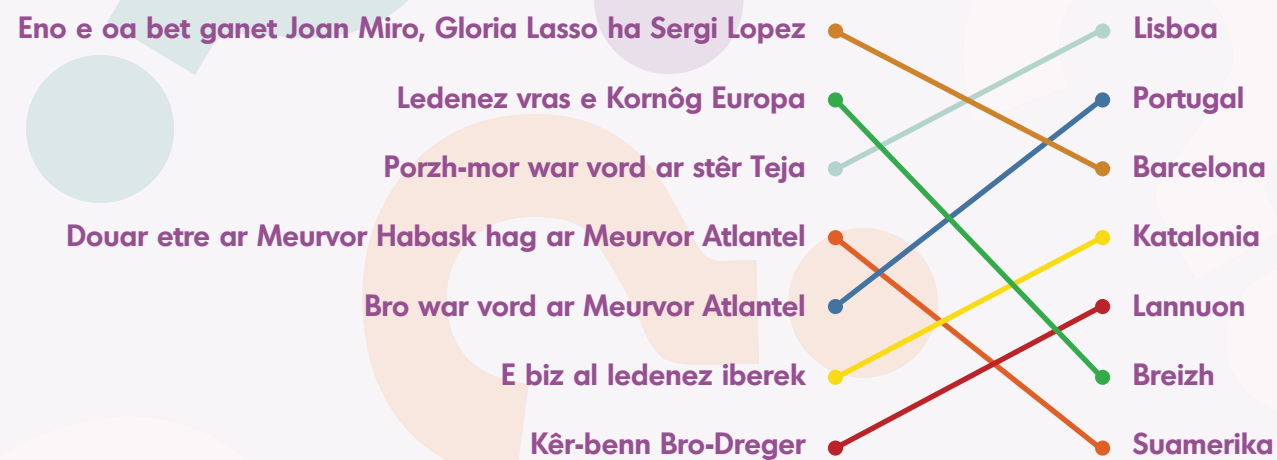 Eno e oa bet ganet Joan Miro, Gloria Lasso ha Sergi Lopez Lisboa
Ledenez vras e Kornôg Europa Portugal
Porzh-mor war vord ar stêr Teja Barcelona
Douar etre ar Meurvor Habask hag ar Meurvor Atlantel Katalonia
Bro war vord ar Meurvor Atlantel Lannuon
E biz al ledenez iberek Breizh
Kêr-benn Bro-Dreger Suamerika